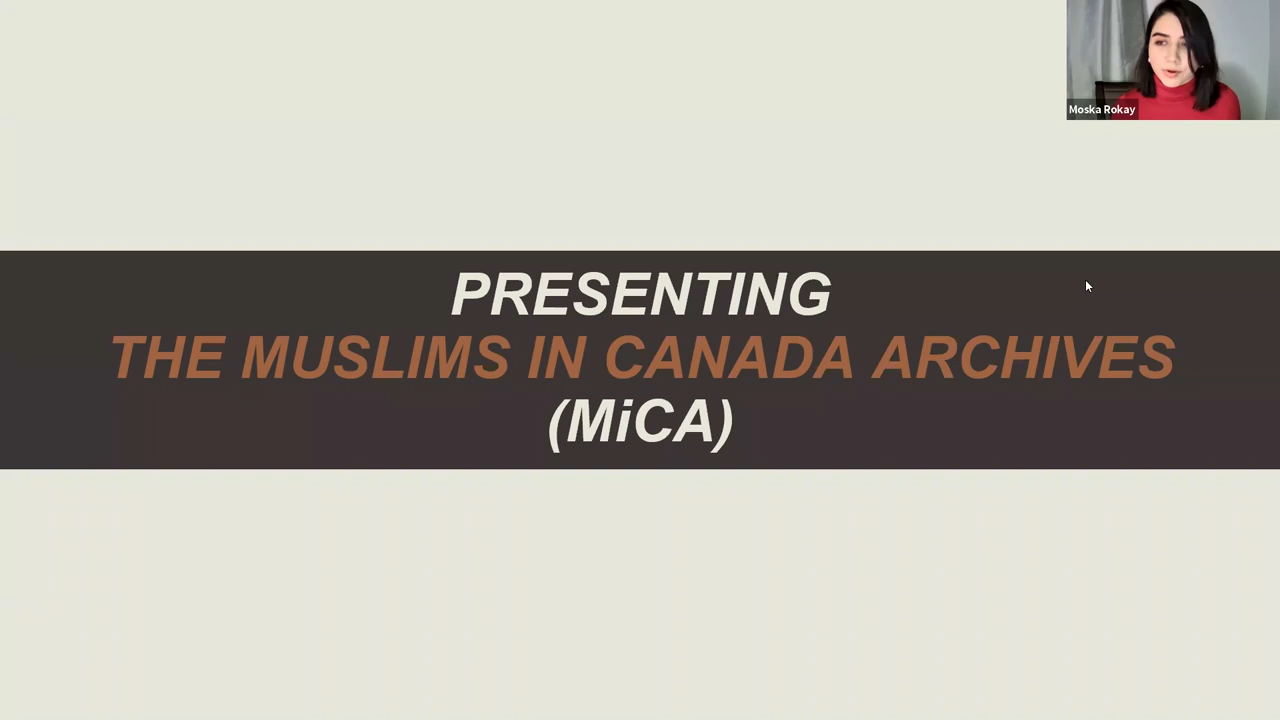 Moska Rokay
PRESENTING
THE MUSLIMS IN CANADA ARCHIVES
(MiCA)